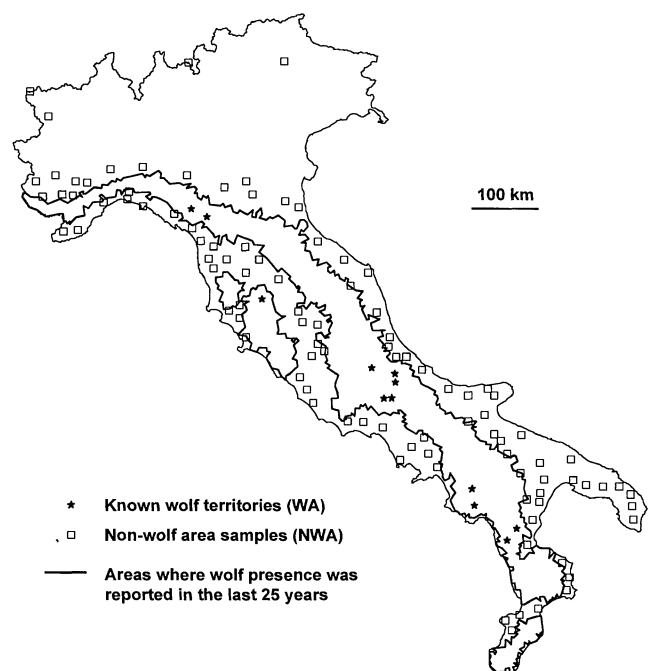 100 km
Known wolf territories (WA)
Non-wolf area samples (NWA)
Areas where wolf presence was
reported in the last 25 years